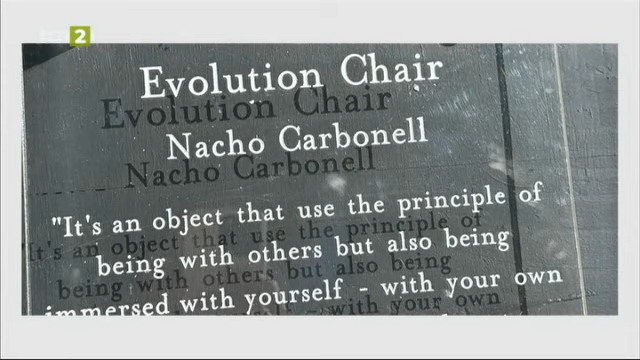 2
Evolution Chair
Nacho Carbonell
"It's an object that use the principle of
being with others but also being
immersed with yourself - with your own